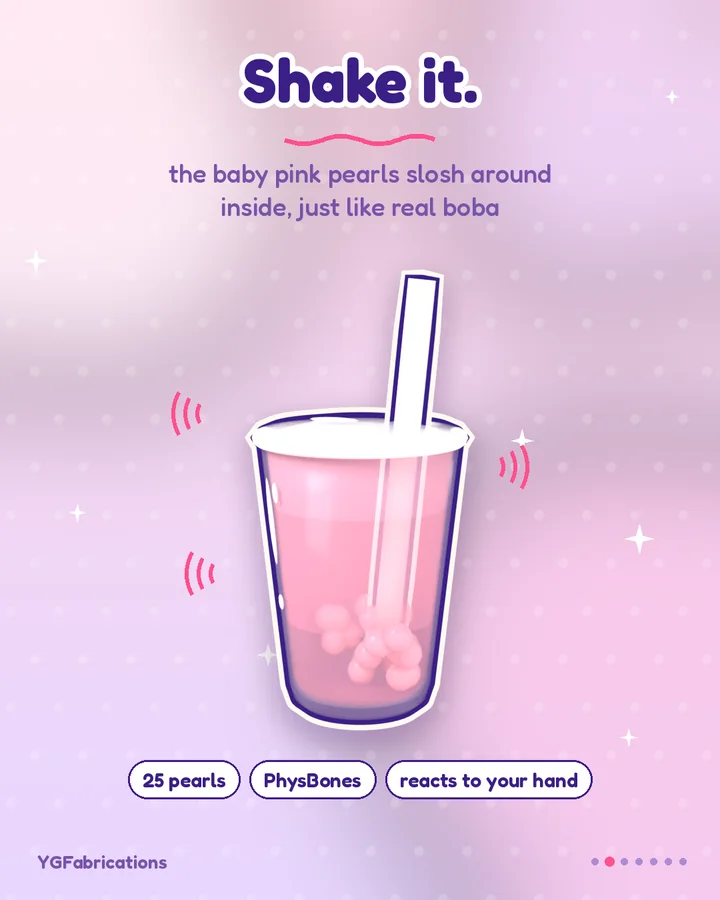 Shake it.
the baby pink pearls slosh around
inside, just like real boba
25 pearls
PhysBones
reacts to your hand
YGFabrications